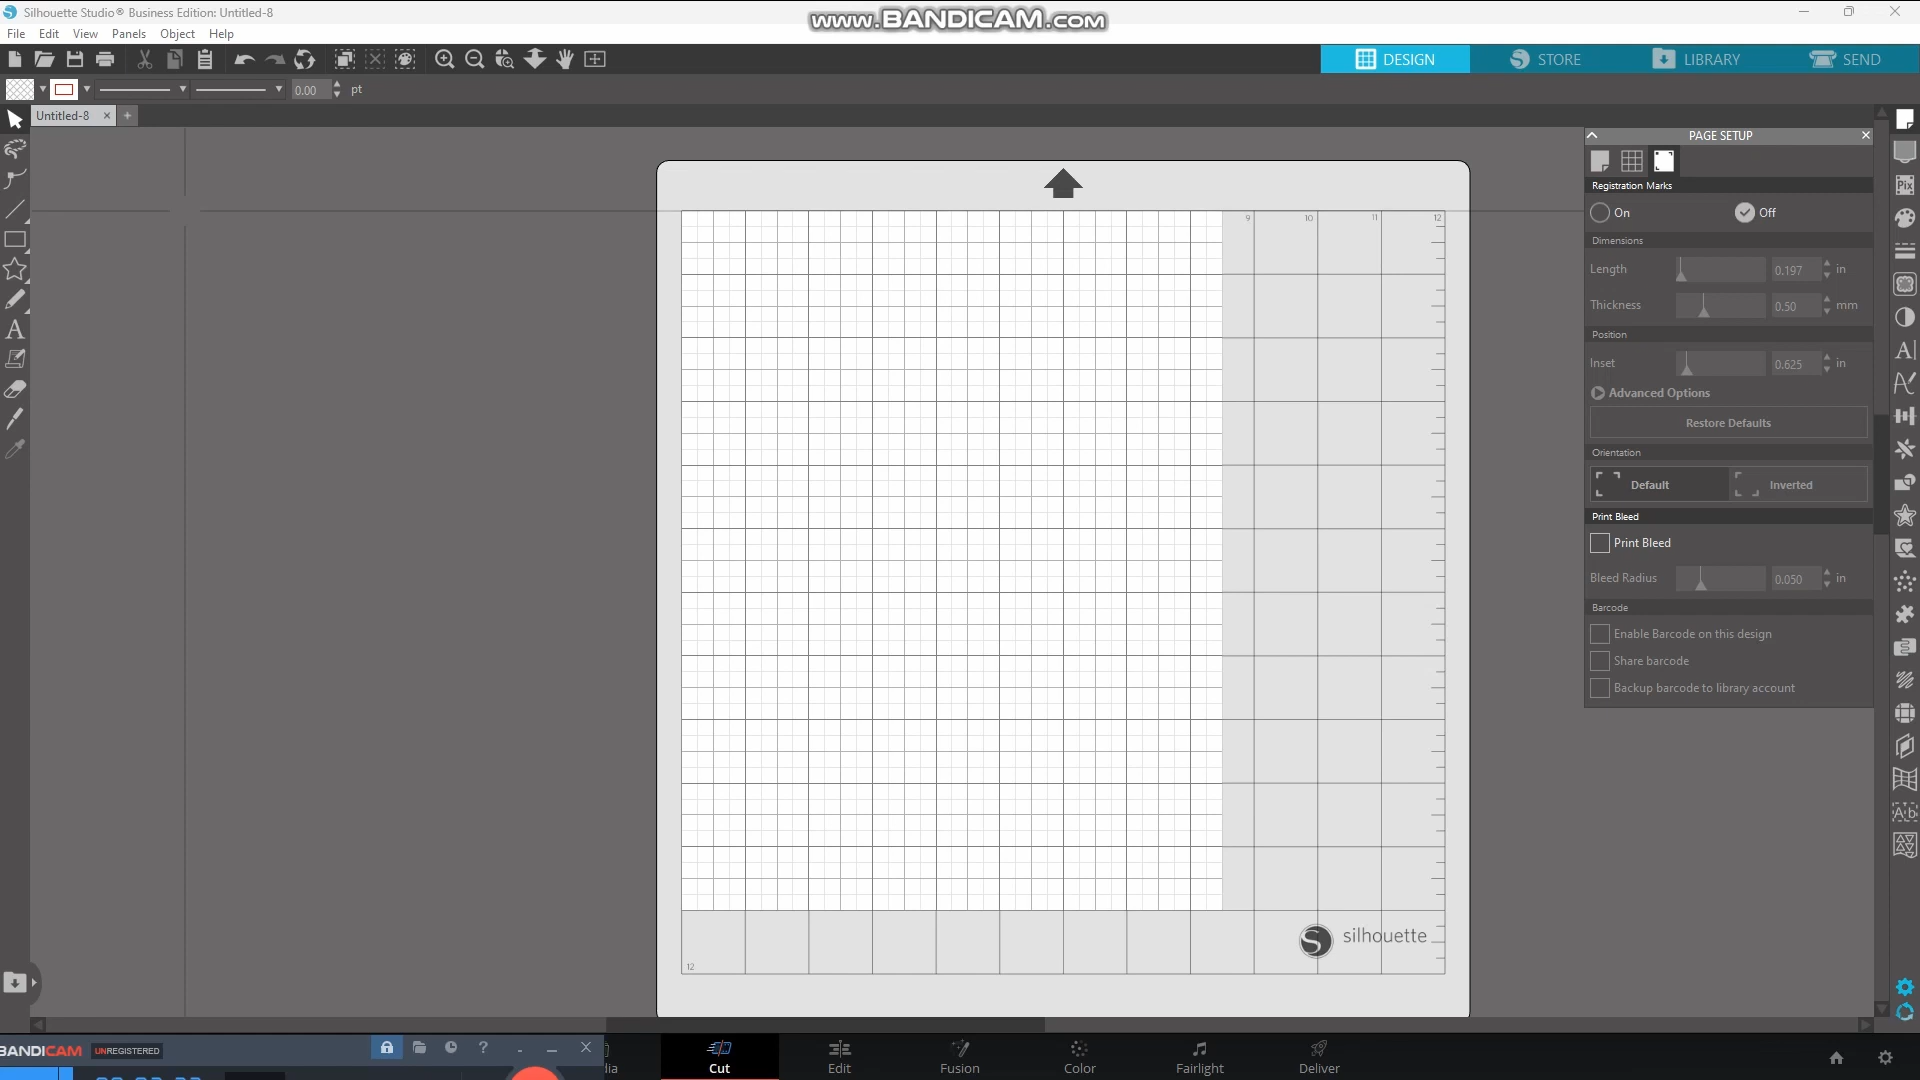 Silhouette Studio® Business Edition: Untitled-8
www.BANDICAM.com
File Edit View Panels Object Help
DESIGN STORE LIBRARY SEND
0.00 pt
Untitled-8
PAGE SETUP
Pix
Registration Marks
On Off
Dimensions
Length 0.197 in
Thickness 0.50 mm
Position
Inset 0.625 in
Advanced Options
Restore Defaults
Orientation
Default Inverted
Print Bleed
Print Bleed
Bleed Radius 0.050 in
Barcode
Enable Barcode on this design
Share barcode
Backup barcode to library account
9 10 11 12
silhouette
12
BANDICAM UNREGISTERED
Cut Edit Fusion Color Fairlight Deliver